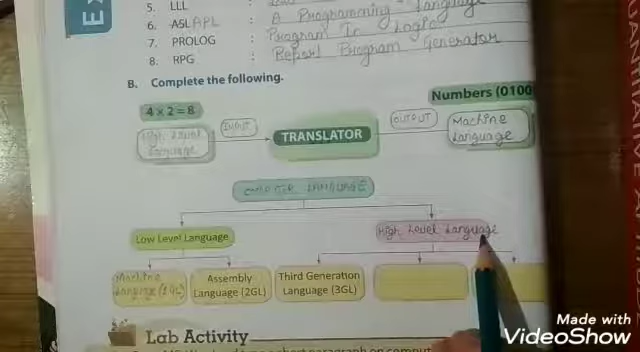 5. LLL :
6. ASL APL : A Programming Language
7. PROLOG : Program In Logic
8. RPG : Report Program Generator
B. Complete the following.
4 × 2 = 8
Numbers (0100
High Level Language
INPUT
TRANSLATOR
OUTPUT
Machine Language
COMPUTER LANGUAGE
Low Level Language
High Level Language
Machine Language (1GL)
Assembly Language (2GL)
Third Generation Language (3GL)
Lab Activity
Made with
VideoShow